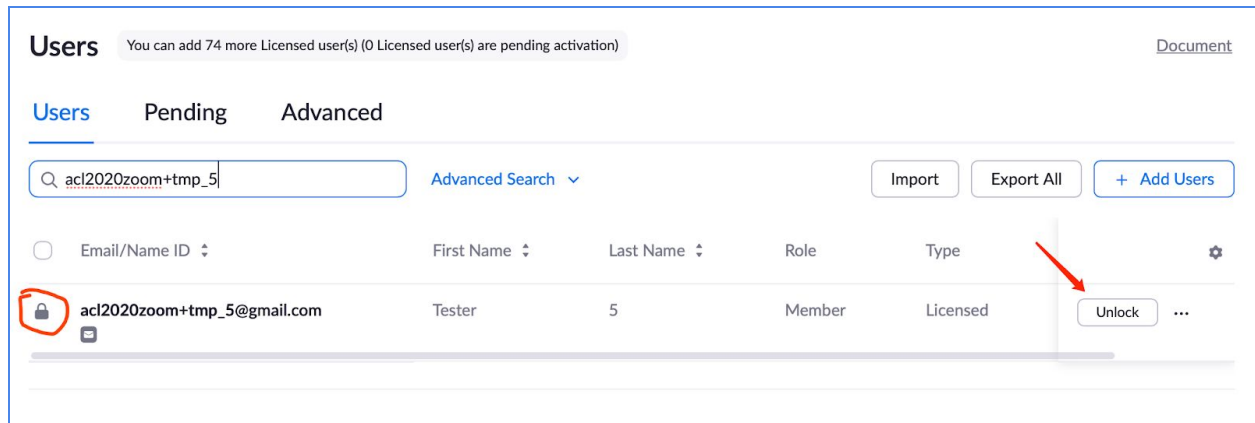 Users You can add 74 more Licensed user(s) (0 Licensed user(s) are pending activation) Document
Users Pending Advanced
acl2020zoom+tmp_5 Advanced Search Import Export All + Add Users
Email/Name ID First Name Last Name Role Type
acl2020zoom+tmp_5@gmail.com Tester 5 Member Licensed Unlock ...